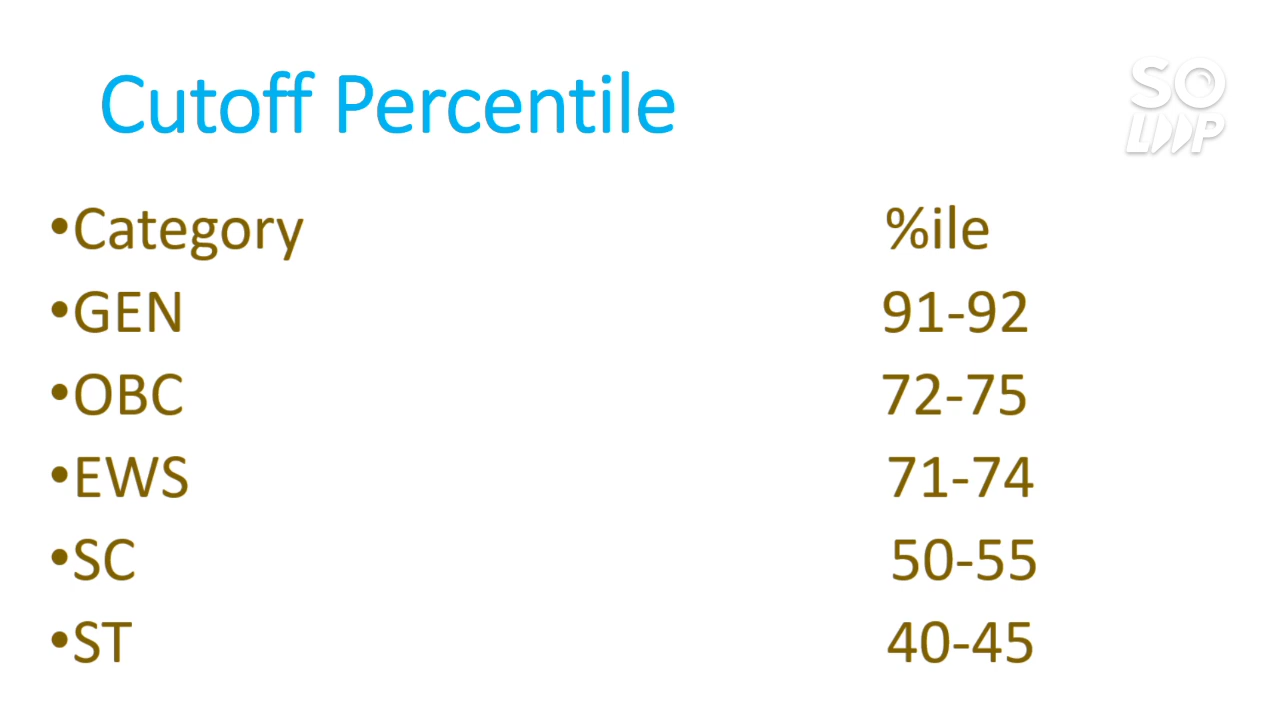 Cutoff Percentile
SO
LOOP
•Category %ile
•GEN 91-92
•OBC 72-75
•EWS 71-74
•SC 50-55
•ST 40-45